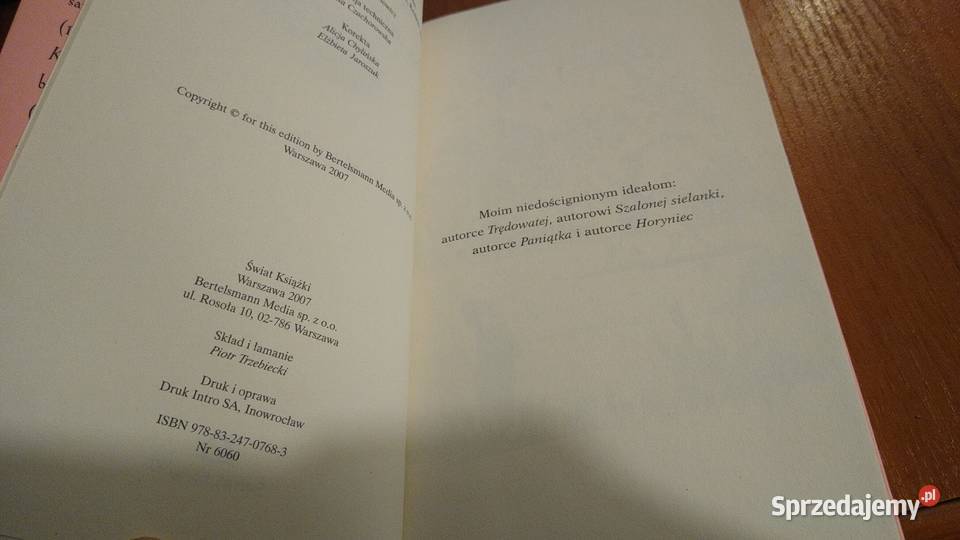 ja techniczna
Czachorowska
Korekta
Alicja Chylińska
Elżbieta Jaroszuk
Copyright © for this edition by Bertelsmann Media sp. z o.o.
Warszawa 2007
Świat Książki
Warszawa 2007
Bertelsmann Media sp. z o.o.
ul. Rosoła 10, 02-786 Warszawa
Skład i łamanie
Piotr Trzebiecki
Druk i oprawa
Druk Intro SA, Inowrocław
ISBN 978-83-247-0768-3
Nr 6060
Moim niedoścignionym ideałom:
autorce Trędowatej, autorowi Szalonej sielanki,
autorce Paniątka i autorce Horyniec
Sprzedajemy.pl